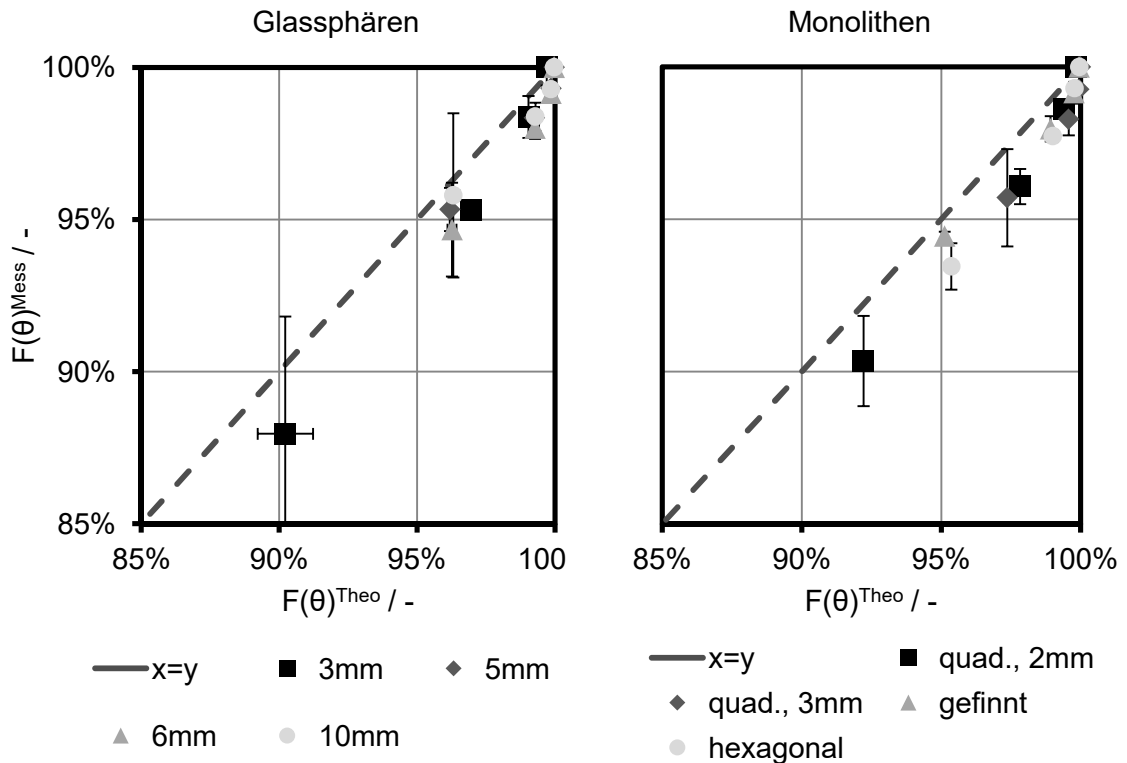 Glassphären
Monolithen
100%
95%
90%
85%
F(θ)^Mess / -
85% 90% 95% 100
85% 90% 95% 100%
F(θ)^Theo / -
F(θ)^Theo / -
x=y 3mm 5mm
6mm 10mm
x=y quad., 2mm
quad., 3mm gefinnt
hexagonal